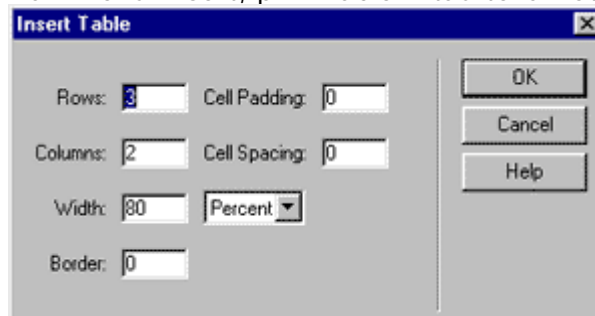 Insert Table
Rows: 3 Cell Padding: 0 OK
Columns: 2 Cell Spacing: 0 Cancel
Width: 80 Percent Help
Border: 0